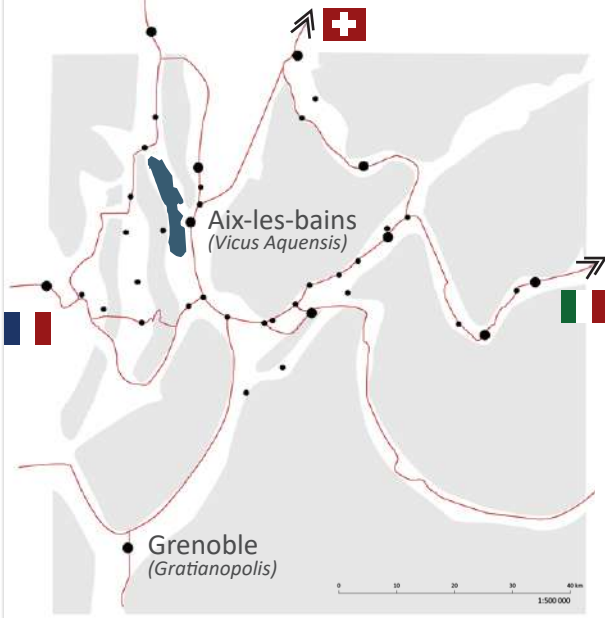 Aix-les-bains
(Vicus Aquensis)
Grenoble
(Gratianopolis)
0 10 20 30 40 km
1:500 000